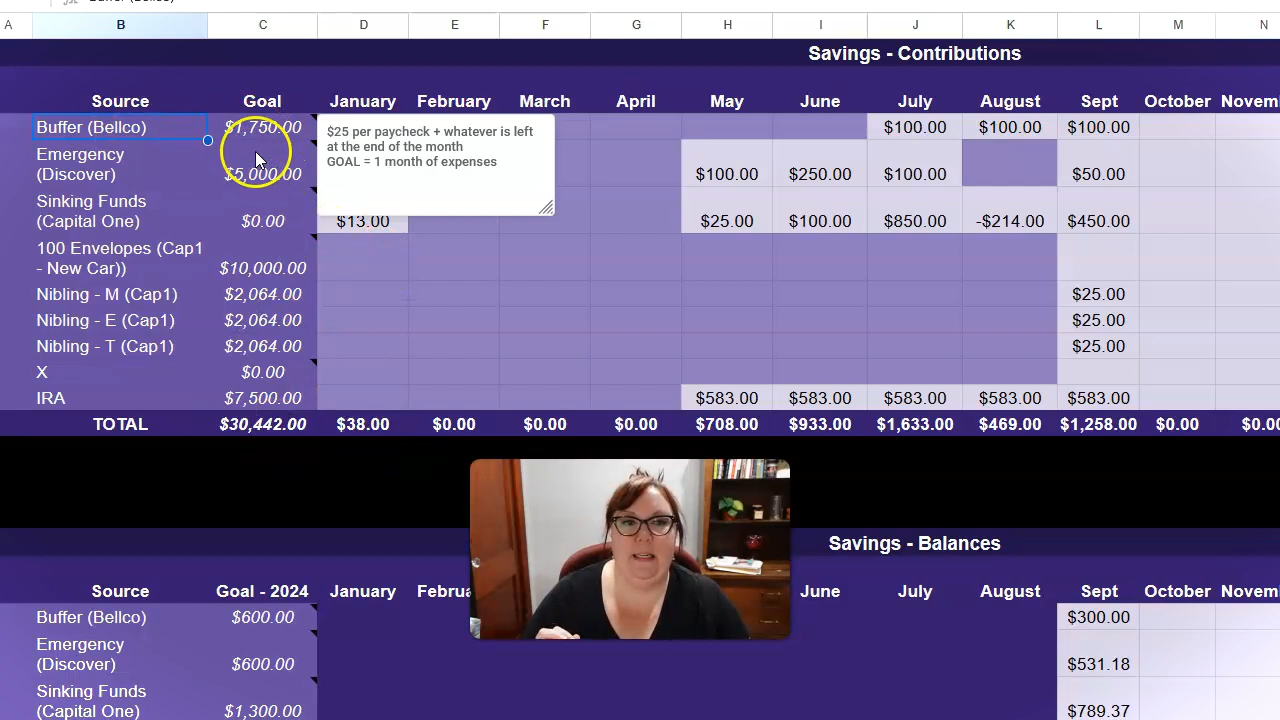 A B C D E F G H I J K L M N
Savings - Contributions
Source Goal January February March April May June July August Sept October Novem
Buffer (Bellco) $1,750.00 $100.00 $100.00 $100.00
$25 per paycheck + whatever is left
at the end of the month
GOAL = 1 month of expenses
Emergency
(Discover) $5,000.00 $100.00 $250.00 $100.00 $50.00
Sinking Funds
(Capital One) $0.00 $13.00 $25.00 $100.00 $850.00 -$214.00 $450.00
100 Envelopes (Cap1
- New Car)) $10,000.00
Nibling - M (Cap1) $2,064.00 $25.00
Nibling - E (Cap1) $2,064.00 $25.00
Nibling - T (Cap1) $2,064.00 $25.00
X $0.00
IRA $7,500.00 $583.00 $583.00 $583.00 $583.00 $583.00
TOTAL $30,442.00 $38.00 $0.00 $0.00 $0.00 $708.00 $933.00 $1,633.00 $469.00 $1,258.00 $0.00 $0.00
Savings - Balances
Source Goal - 2024 January Februa June July August Sept October Novem
Buffer (Bellco) $600.00 $300.00
Emergency
(Discover) $600.00 $531.18
Sinking Funds
(Capital One) $1,300.00 $789.37